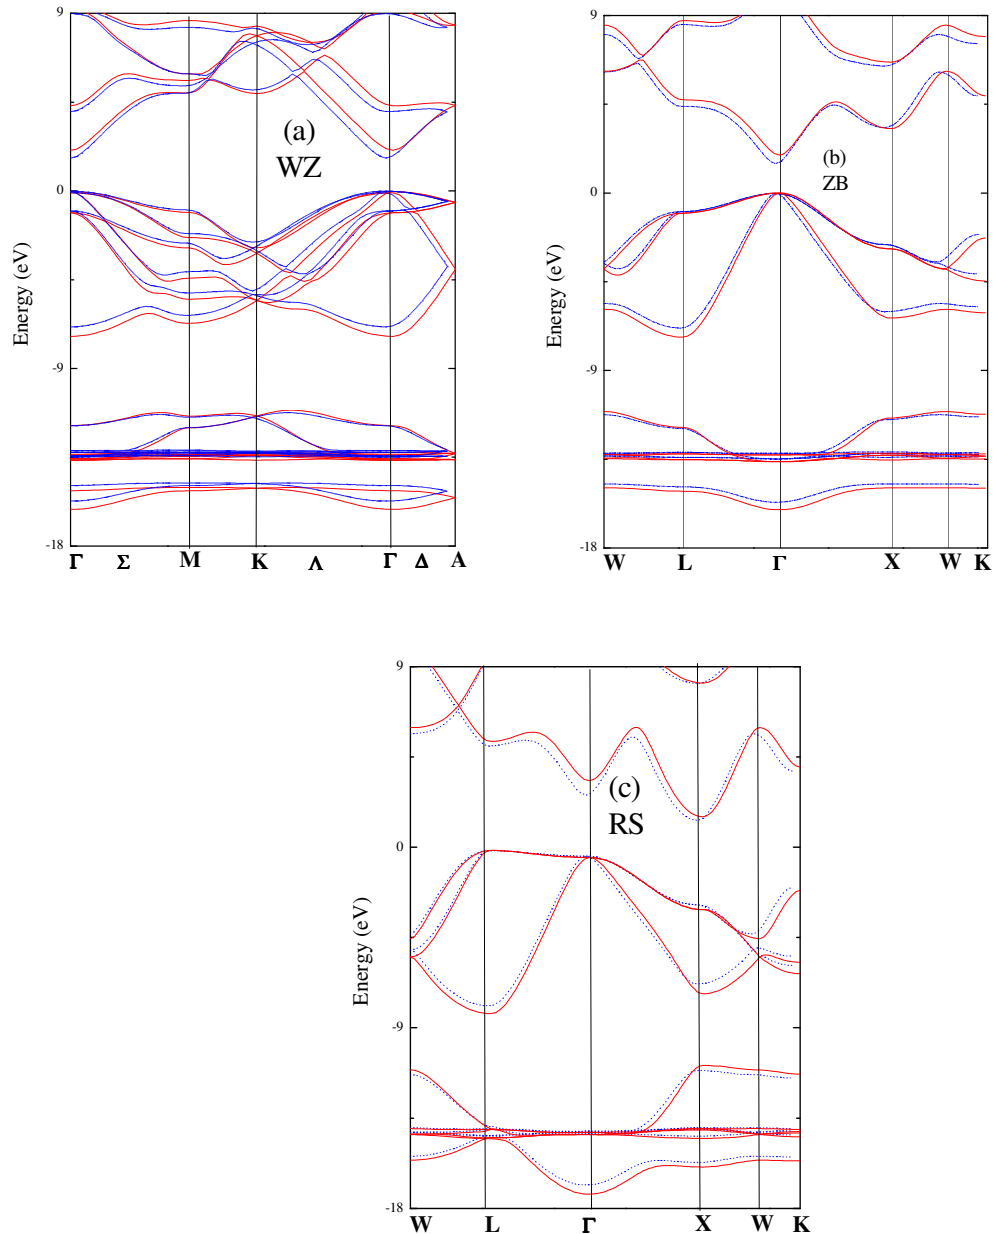 9
0
-9
-18
Energy (eV)
(a)
WZ
Γ Σ M K Λ Γ Δ A
9
0
-9
-18
Energy (eV)
(b)
ZB
W L Γ X W K
9
0
-9
-18
Energy (eV)
(c)
RS
W L Γ X W K